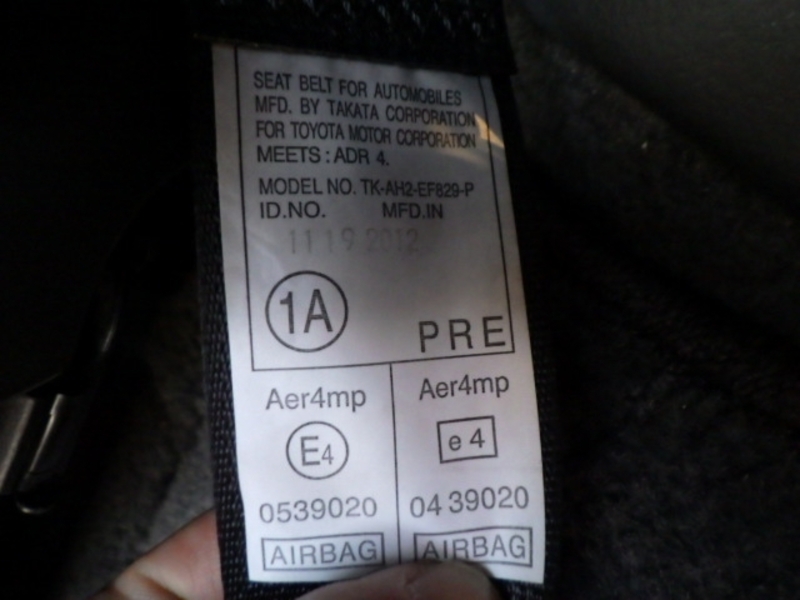 SEAT BELT FOR AUTOMOBILES
MFD. BY TAKATA CORPORATION
FOR TOYOTA MOTOR CORPORATION
MEETS : ADR 4.
MODEL NO. TK-AH2-EF829-P
ID.NO. MFD.IN
11 19 2012
1A PRE
Aer4mp Aer4mp
E4 e 4
0539020 04 39020
AIRBAG AIRBAG